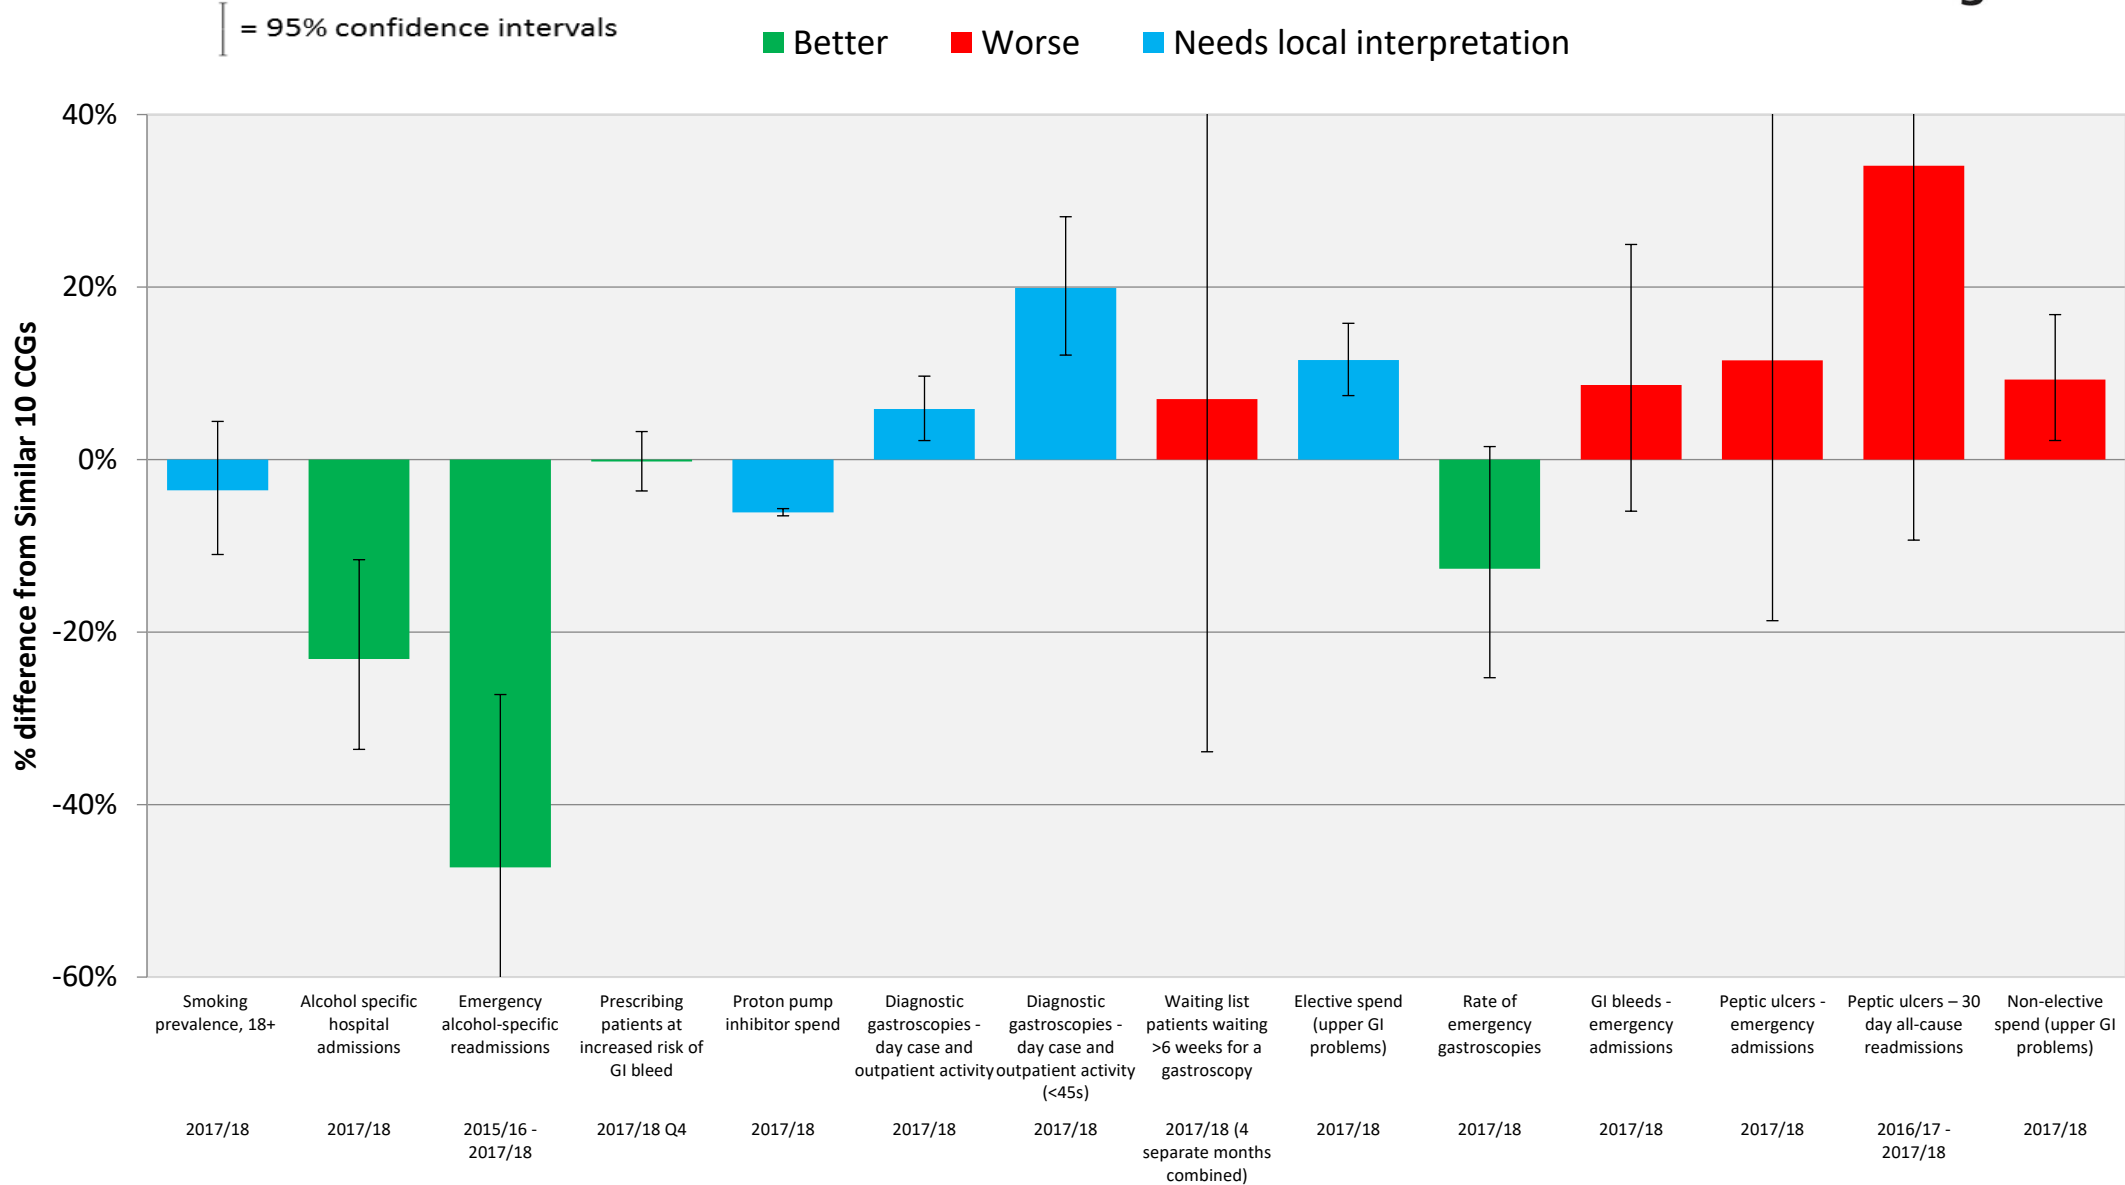 = 95% confidence intervals
Better
Worse
Needs local interpretation
% difference from Similar 10 CCGs
40%
20%
0%
-20%
-40%
-60%
Smoking
prevalence, 18+
2017/18
Alcohol specific
hospital
admissions
2017/18
Emergency
alcohol-specific
readmissions
2015/16 -
2017/18
Prescribing
patients at
increased risk of
GI bleed
2017/18 Q4
Proton pump
inhibitor spend
2017/18
Diagnostic
gastroscopies -
day case and
outpatient activity
2017/18
Diagnostic
gastroscopies -
day case and
outpatient activity
(<45s)
2017/18
Waiting list
patients waiting
>6 weeks for a
gastroscopy
2017/18 (4
separate months
combined)
Elective spend
(upper GI
problems)
2017/18
Rate of
emergency
gastroscopies
2017/18
GI bleeds -
emergency
admissions
2017/18
Peptic ulcers -
emergency
admissions
2017/18
Peptic ulcers – 30
day all-cause
readmissions
2016/17 -
2017/18
Non-elective
spend (upper GI
problems)
2017/18